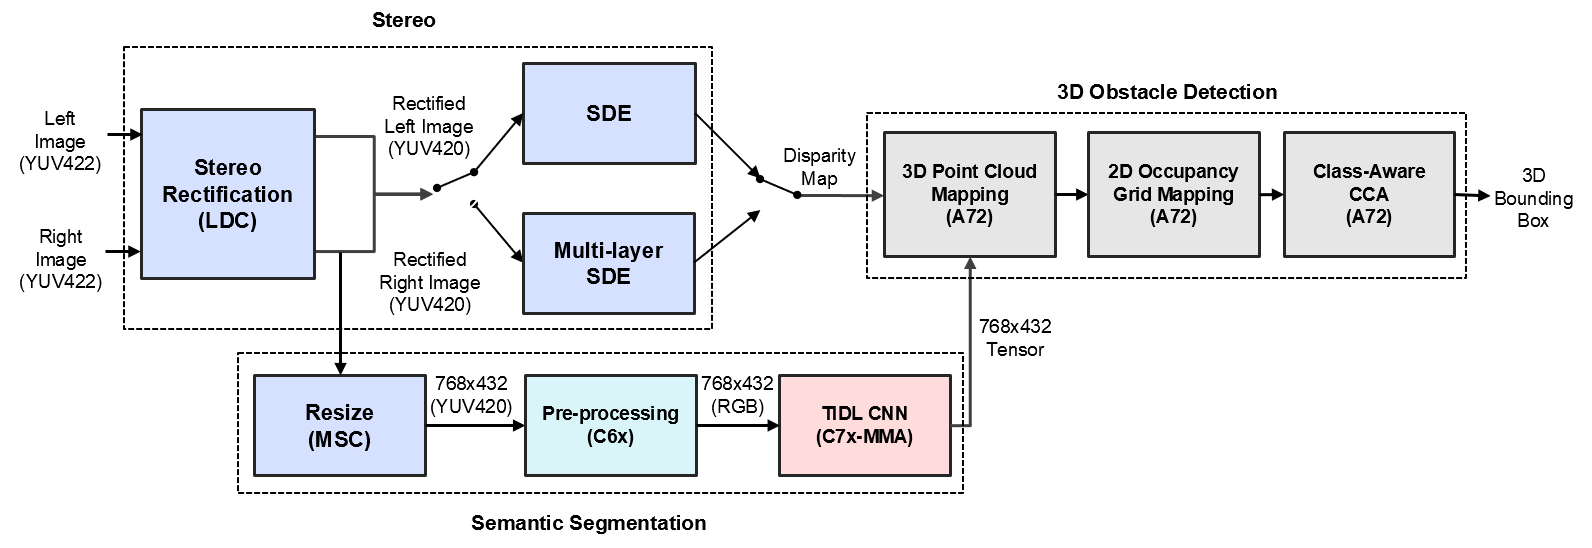 Stereo
Left
Image
(YUV422)
Right
Image
(YUV422)
Stereo
Rectification
(LDC)
Rectified
Left Image
(YUV420)
Rectified
Right Image
(YUV420)
SDE
Multi-layer
SDE
Disparity
Map
3D Obstacle Detection
3D Point Cloud
Mapping
(A72)
2D Occupancy
Grid Mapping
(A72)
Class-Aware
CCA
(A72)
3D
Bounding
Box
768x432
Tensor
Resize
(MSC)
768x432
(YUV420)
Pre-processing
(C6x)
768x432
(RGB)
TIDL CNN
(C7x-MMA)
Semantic Segmentation